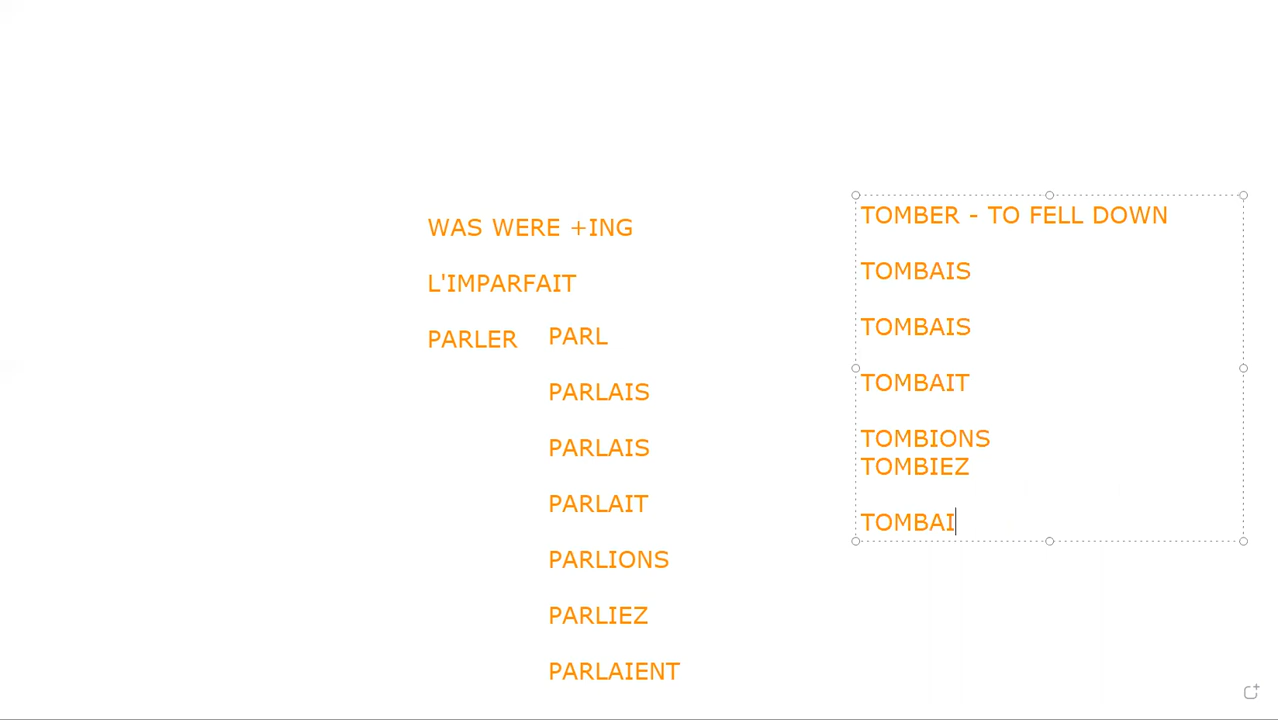 WAS WERE +ING
L'IMPARFAIT
PARLER
PARL
PARLAIS
PARLAIS
PARLAIT
PARLIONS
PARLIEZ
PARLAIENT
TOMBER - TO FELL DOWN
TOMBAIS
TOMBAIS
TOMBAIT
TOMBIONS
TOMBIEZ
TOMBAI